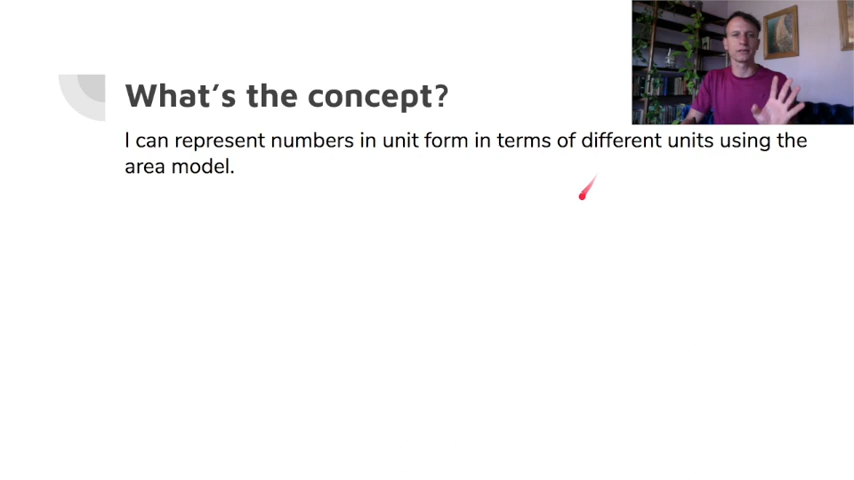 What’s the concept?
I can represent numbers in unit form in terms of different units using the
area model.